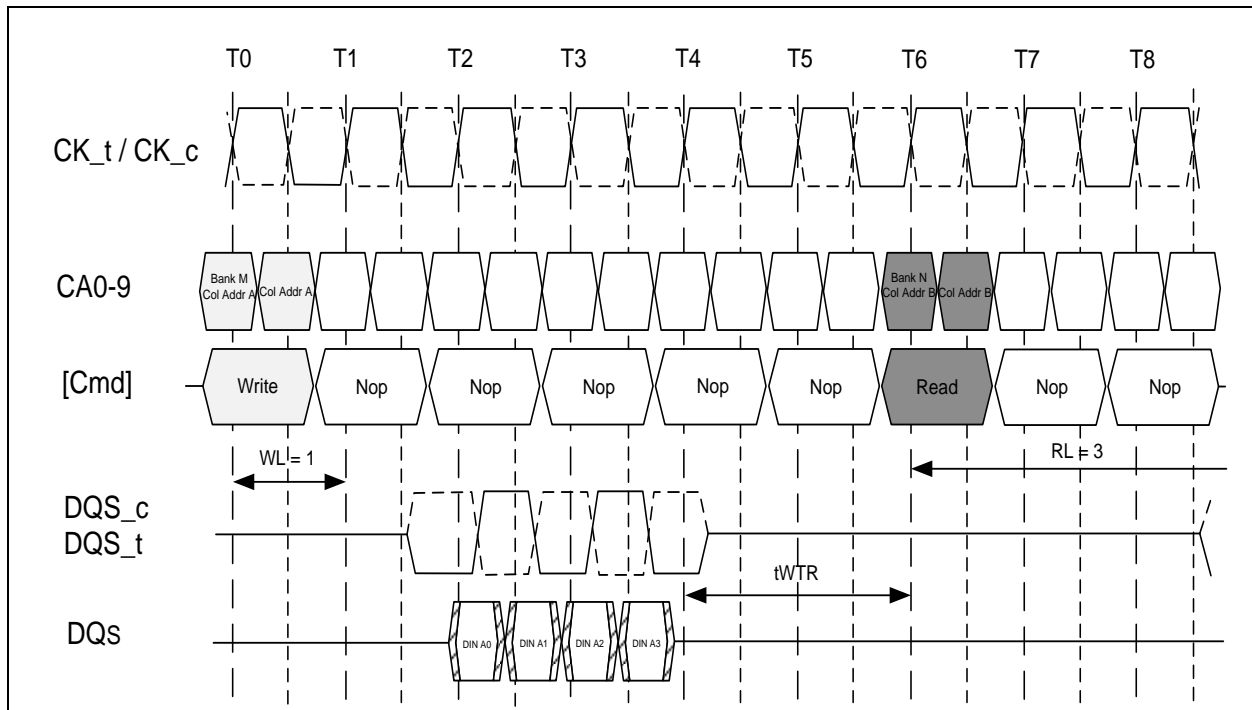 T0 T1 T2 T3 T4 T5 T6 T7 T8
CK_t / CK_c
Bank M
Col Addr A
Col Addr A
Bank N
Col Addr B
Col Addr B
CA0-9
[Cmd]
Write Nop Nop Nop Nop Nop Read Nop Nop
WL = 1
RL = 3
DQS_c
DQS_t
tWTR
DQs
DIN A0 DIN A1 DIN A2 DIN A3